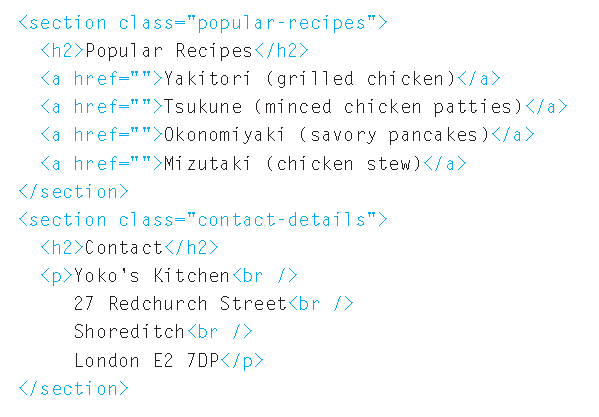 <section class="popular-recipes">
<h2>Popular Recipes</h2>
<a href="">Yakitori (grilled chicken)</a>
<a href="">Tsukune (minced chicken patties)</a>
<a href="">Okonomiyaki (savory pancakes)</a>
<a href="">Mizutaki (chicken stew)</a>
</section>
<section class="contact-details">
<h2>Contact</h2>
<p>Yoko's Kitchen<br />
27 Redchurch Street<br />
Shoreditch<br />
London E2 7DP</p>
</section>